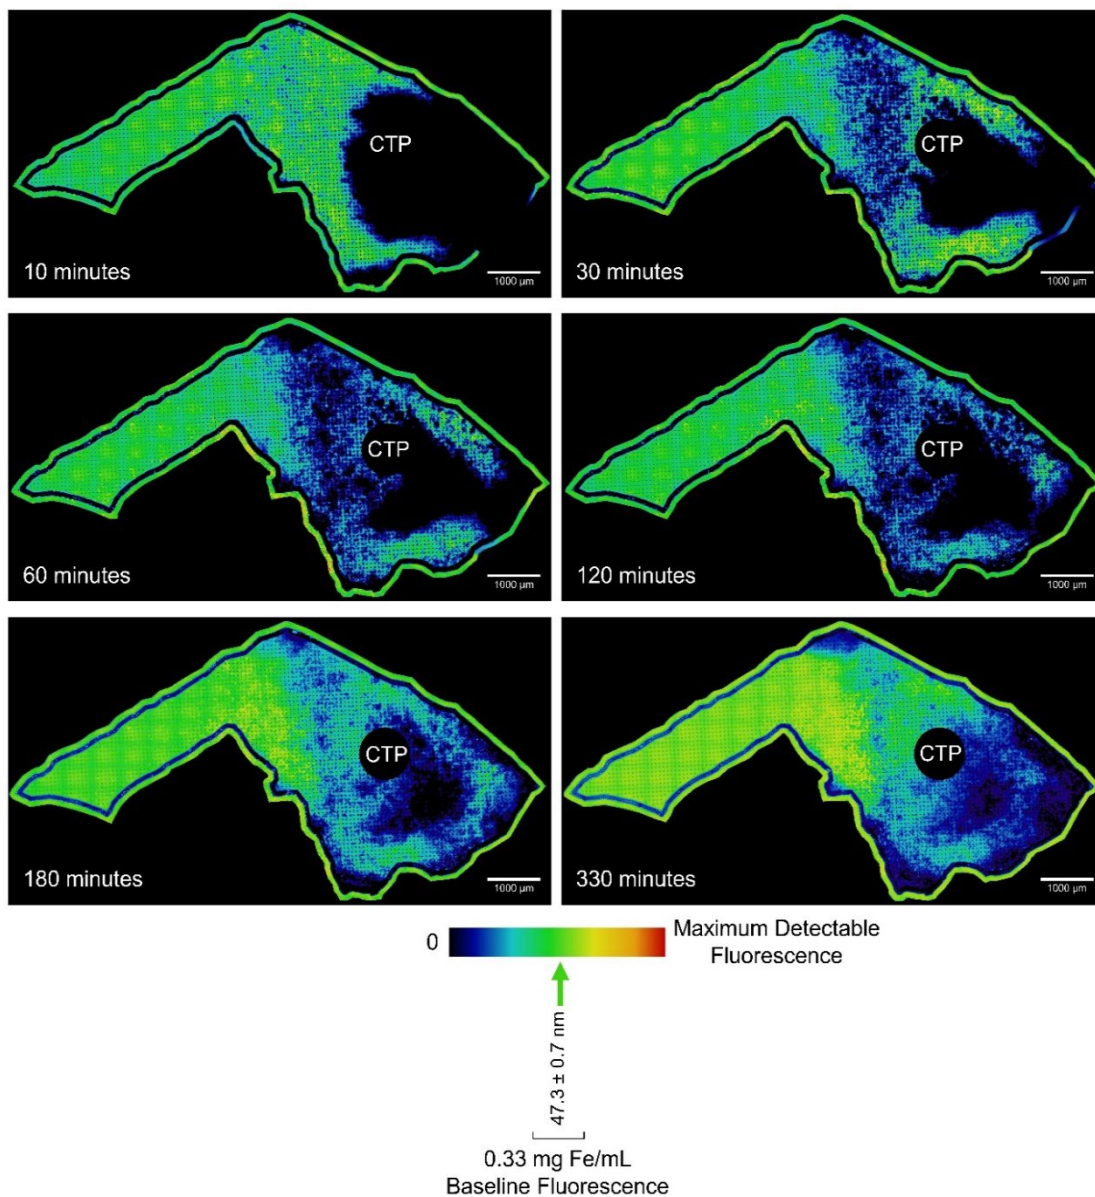 CTP
10 minutes
1000 µm
CTP
30 minutes
1000 µm
CTP
60 minutes
1000 µm
CTP
120 minutes
1000 µm
CTP
180 minutes
1000 µm
CTP
330 minutes
1000 µm
0
Maximum Detectable
Fluorescence
47.3 ± 0.7 nm
0.33 mg Fe/mL
Baseline Fluorescence